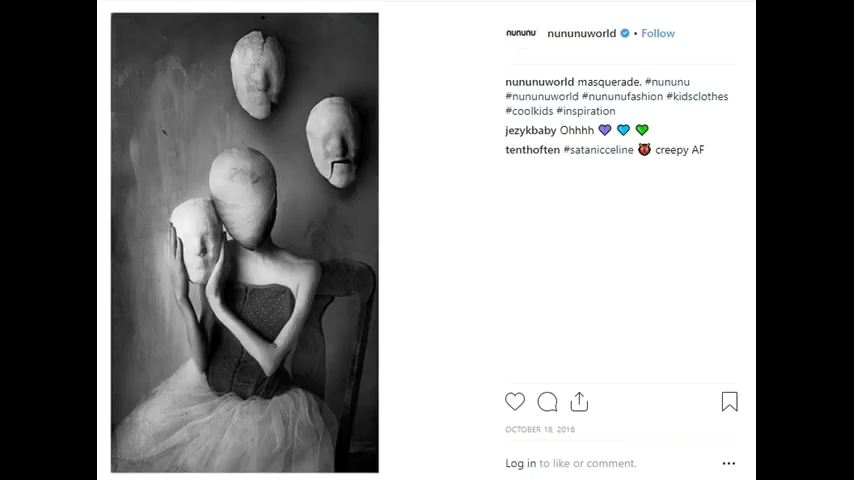 nununu nununuworld • Follow
nununuworld masquerade. #nununu
#nununuworld #nununufashion #kidsclothes
#coolkids #inspiration
jezykbaby Ohhhh 💜 💙 💚
tenthoften #satanicceline 👹 creepy AF
OCTOBER 18, 2016
Log in to like or comment.